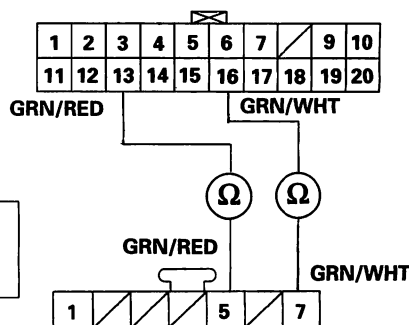 1 2 3 4 5 6 7 9 10
11 12 13 14 15 16 17 18 19 20
GRN/RED GRN/WHT
Ω Ω
GRN/RED
GRN/WHT
1 5 7